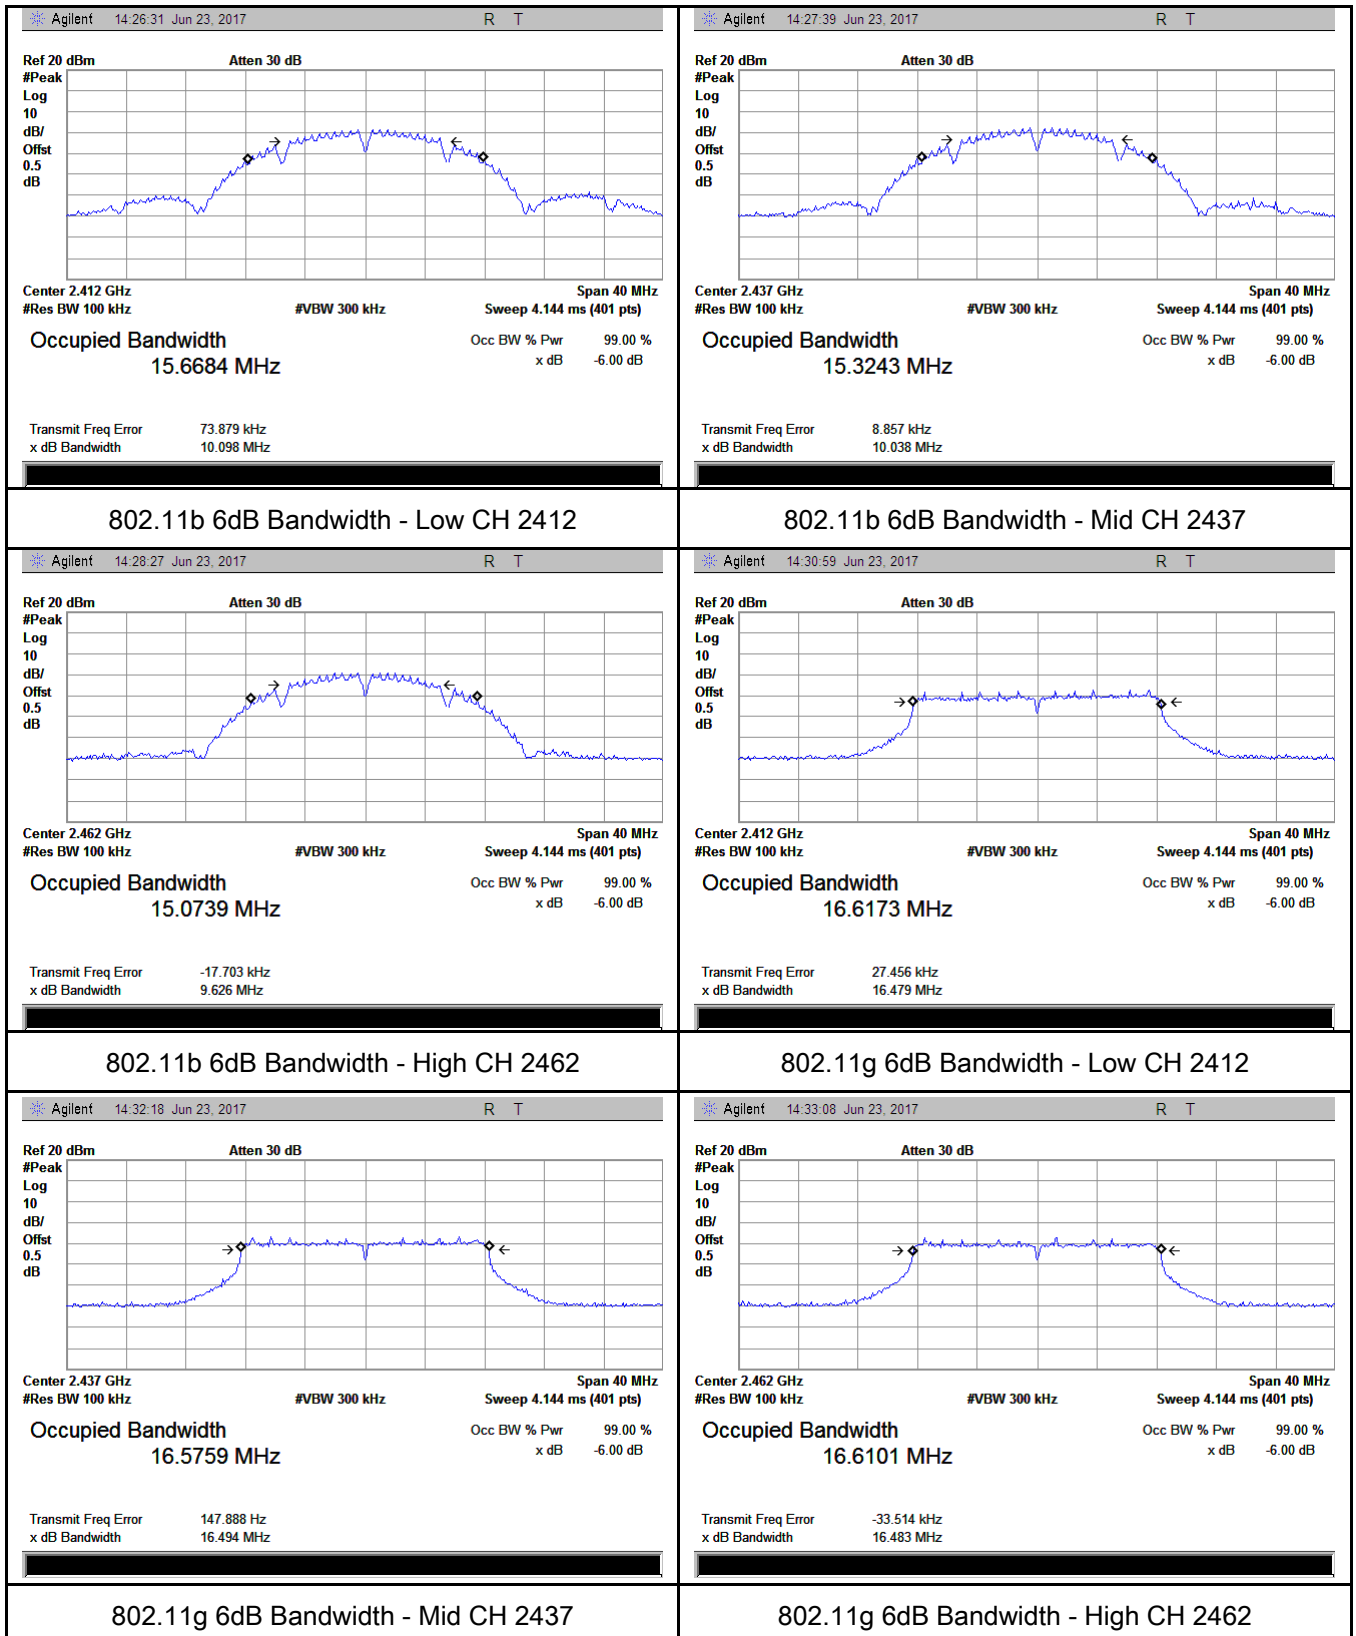 Agilent 14:26:31 Jun 23, 2017 R T
Ref 20 dBm Atten 30 dB
#Peak
Log
10
dB/
Offst
0.5
dB
Center 2.412 GHz Span 40 MHz
#Res BW 100 kHz #VBW 300 kHz Sweep 4.144 ms (401 pts)
Occupied Bandwidth Occ BW % Pwr 99.00 %
15.6684 MHz x dB -6.00 dB
Transmit Freq Error 73.879 kHz
x dB Bandwidth 10.098 MHz
802.11b 6dB Bandwidth - Low CH 2412
Agilent 14:27:39 Jun 23, 2017 R T
Ref 20 dBm Atten 30 dB
#Peak
Log
10
dB/
Offst
0.5
dB
Center 2.437 GHz Span 40 MHz
#Res BW 100 kHz #VBW 300 kHz Sweep 4.144 ms (401 pts)
Occupied Bandwidth Occ BW % Pwr 99.00 %
15.3243 MHz x dB -6.00 dB
Transmit Freq Error 8.857 kHz
x dB Bandwidth 10.038 MHz
802.11b 6dB Bandwidth - Mid CH 2437
Agilent 14:28:27 Jun 23, 2017 R T
Ref 20 dBm Atten 30 dB
#Peak
Log
10
dB/
Offst
0.5
dB
Center 2.462 GHz Span 40 MHz
#Res BW 100 kHz #VBW 300 kHz Sweep 4.144 ms (401 pts)
Occupied Bandwidth Occ BW % Pwr 99.00 %
15.0739 MHz x dB -6.00 dB
Transmit Freq Error -17.703 kHz
x dB Bandwidth 9.626 MHz
802.11b 6dB Bandwidth - High CH 2462
Agilent 14:30:59 Jun 23, 2017 R T
Ref 20 dBm Atten 30 dB
#Peak
Log
10
dB/
Offst
0.5
dB
Center 2.412 GHz Span 40 MHz
#Res BW 100 kHz #VBW 300 kHz Sweep 4.144 ms (401 pts)
Occupied Bandwidth Occ BW % Pwr 99.00 %
16.6173 MHz x dB -6.00 dB
Transmit Freq Error 27.456 kHz
x dB Bandwidth 16.479 MHz
802.11g 6dB Bandwidth - Low CH 2412
Agilent 14:32:18 Jun 23, 2017 R T
Ref 20 dBm Atten 30 dB
#Peak
Log
10
dB/
Offst
0.5
dB
Center 2.437 GHz Span 40 MHz
#Res BW 100 kHz #VBW 300 kHz Sweep 4.144 ms (401 pts)
Occupied Bandwidth Occ BW % Pwr 99.00 %
16.5759 MHz x dB -6.00 dB
Transmit Freq Error 147.888 Hz
x dB Bandwidth 16.494 MHz
802.11g 6dB Bandwidth - Mid CH 2437
Agilent 14:33:08 Jun 23, 2017 R T
Ref 20 dBm Atten 30 dB
#Peak
Log
10
dB/
Offst
0.5
dB
Center 2.462 GHz Span 40 MHz
#Res BW 100 kHz #VBW 300 kHz Sweep 4.144 ms (401 pts)
Occupied Bandwidth Occ BW % Pwr 99.00 %
16.6101 MHz x dB -6.00 dB
Transmit Freq Error -33.514 kHz
x dB Bandwidth 16.483 MHz
802.11g 6dB Bandwidth - High CH 2462